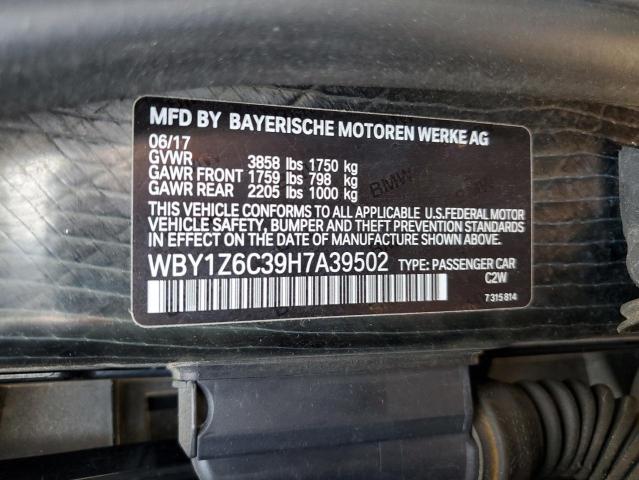 MFD BY BAYERISCHE MOTOREN WERKE AG
06/17
GVWR 3858 lbs 1750 kg
GAWR FRONT 1759 lbs 798 kg
GAWR REAR 2205 lbs 1000 kg
THIS VEHICLE CONFORMS TO ALL APPLICABLE U.S.FEDERAL MOTOR
VEHICLE SAFETY, BUMPER AND THEFT PREVENTION STANDARDS
IN EFFECT ON THE DATE OF MANUFACTURE SHOWN ABOVE.
WBY1Z6C39H7A39502 TYPE: PASSENGER CAR
C2W
7 315 814